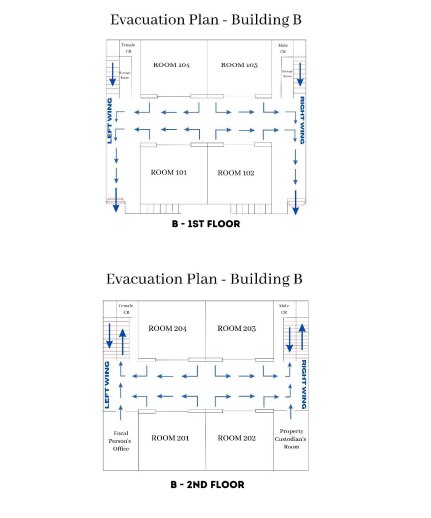 Evacuation Plan - Building B
Female
CR
Male
CR
ROOM 104
ROOM 103
Storage
Room
LEFT WING
RIGHT WING
ROOM 101
ROOM 102
B - 1ST FLOOR
Evacuation Plan - Building B
Female
CR
Male
CR
ROOM 204
ROOM 203
LEFT WING
RIGHT WING
Focal
Person's
Office
ROOM 201
ROOM 202
Property
Custodian's
Room
B - 2ND FLOOR